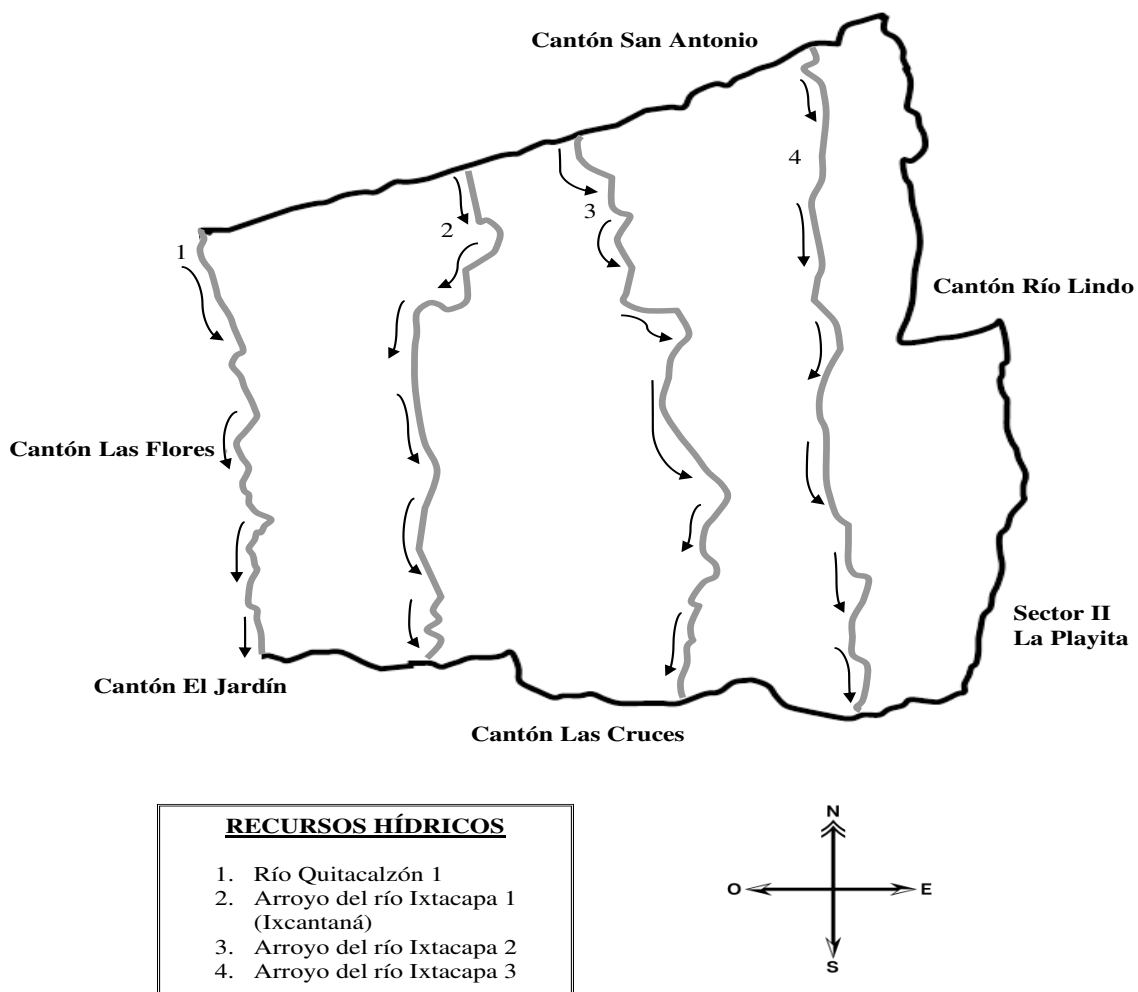 Cantón San Antonio
4
3
2
1
Cantón Río Lindo
Cantón Las Flores
Sector II
La Playita
Cantón El Jardín
Cantón Las Cruces
RECURSOS HÍDRICOS
1. Río Quitacalzón 1
2. Arroyo del río Ixtacapa 1
(Ixcantaná)
3. Arroyo del río Ixtacapa 2
4. Arroyo del río Ixtacapa 3
N
O
E
S